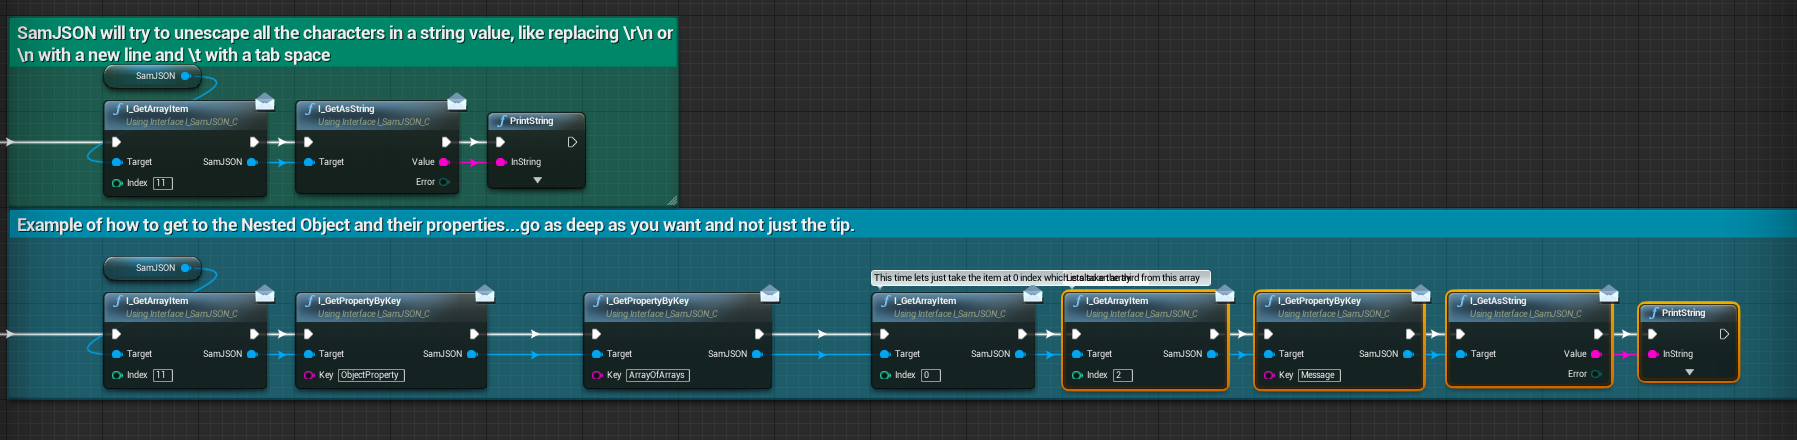 SamJSON will try to unescape all the characters in a string value, like replacing \r\n or
\n with a new line and \t with a tab space
SamJSON
I_GetArrayItem
Using Interface I_SamJSON_C
Target
SamJSON
Index 11
I_GetAsString
Using Interface I_SamJSON_C
Target
Value
Error
PrintString
InString
Example of how to get to the Nested Object and their properties...go as deep as you want and not just the tip.
SamJSON
I_GetArrayItem
Using Interface I_SamJSON_C
Target
SamJSON
Index 11
I_GetPropertyByKey
Using Interface I_SamJSON_C
Target
SamJSON
Key ObjectProperty
I_GetPropertyByKey
Using Interface I_SamJSON_C
Target
SamJSON
Key ArrayOfArrays
This time lets just take the item at 0 index which third from this array
I_GetArrayItem
Using Interface I_SamJSON_C
Target
SamJSON
Index 0
I_GetArrayItem
Using Interface I_SamJSON_C
Target
SamJSON
Index 2
I_GetPropertyByKey
Using Interface I_SamJSON_C
Target
SamJSON
Key Message
I_GetAsString
Using Interface I_SamJSON_C
Target
Value
Error
PrintString
InString